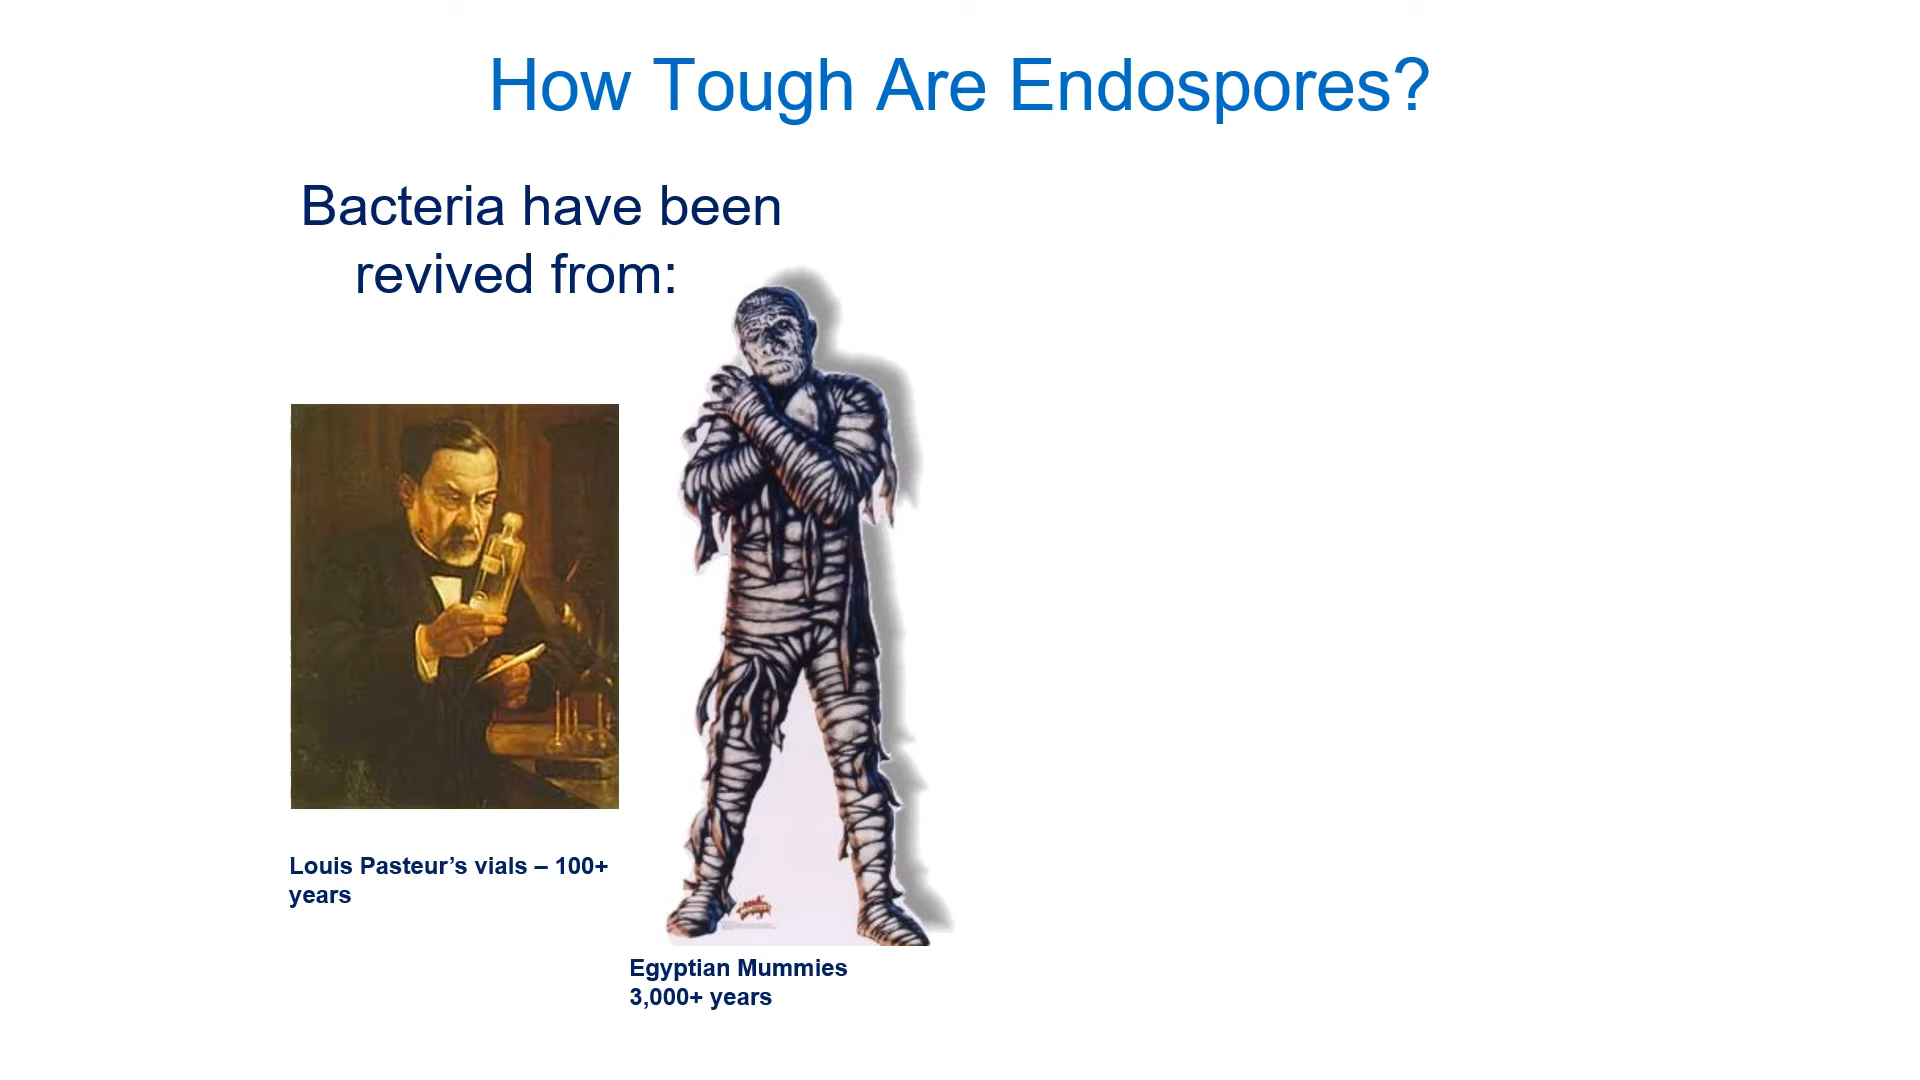 How Tough Are Endospores?
Bacteria have been
revived from:
Louis Pasteur’s vials – 100+
years
Egyptian Mummies
3,000+ years